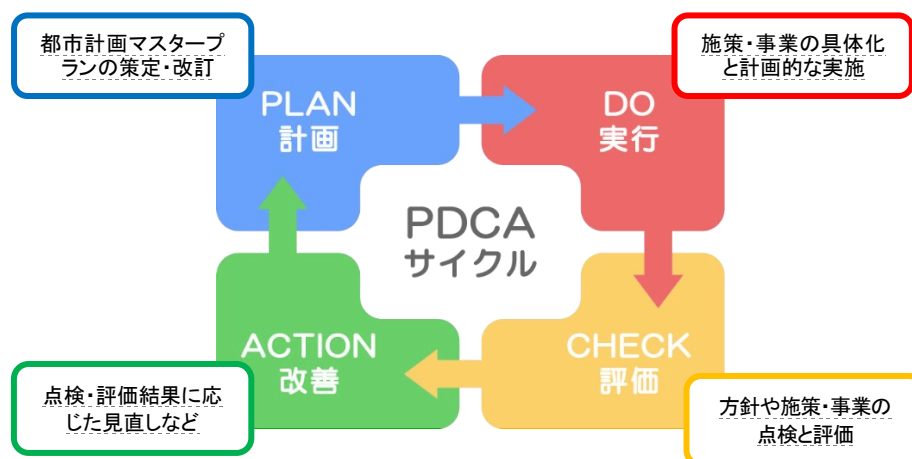 都市計画マスタープ
ランの策定・改訂
施策・事業の具体化
と計画的な実施
PLAN
計画
DO
実行
PDCA
サイクル
ACTION
改善
CHECK
評価
点検・評価結果に応
じた見直しなど
方針や施策・事業の
点検と評価